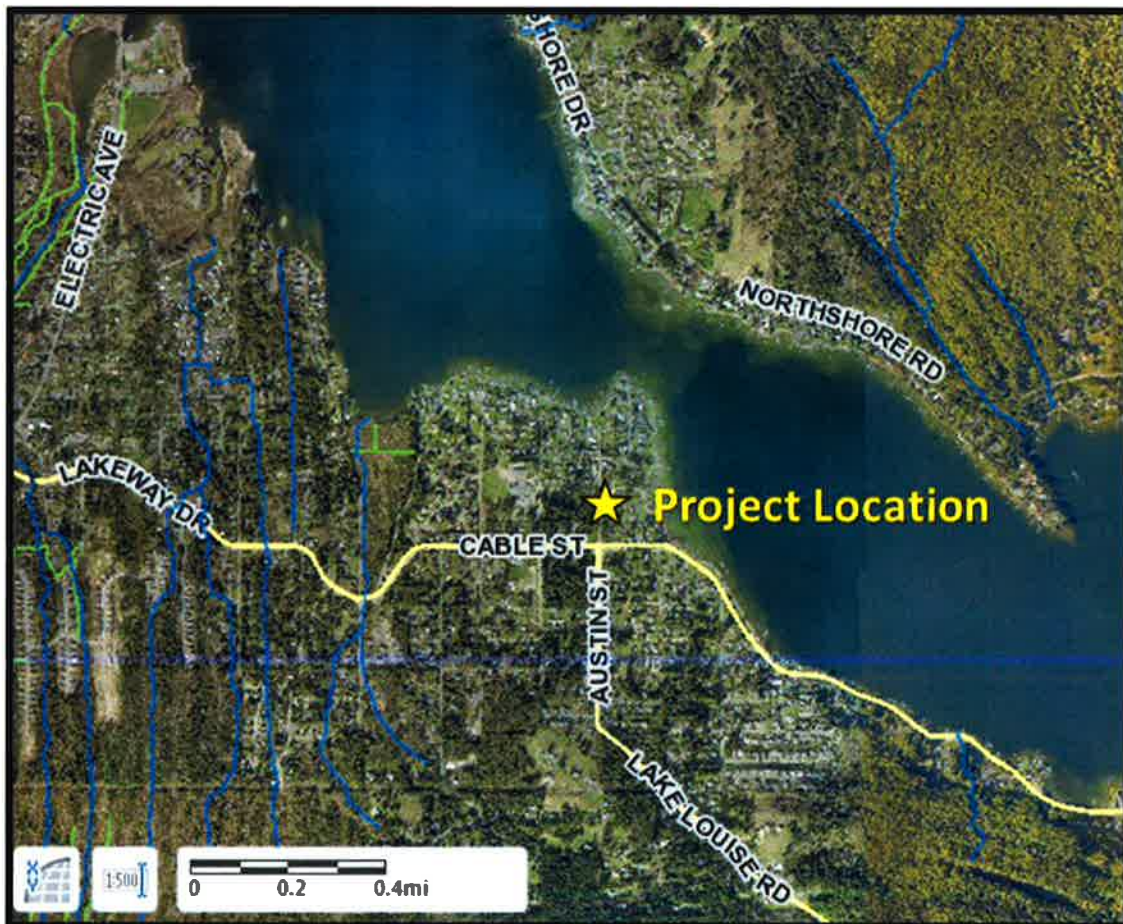 SHORE DR
ELECTRIC AVE
NORTHSHORE RD
LAKEWAY DR
Project Location
CABLE ST
AUSTIN ST
LAKE LOUISE RD
1:500
0 0.2 0.4mi